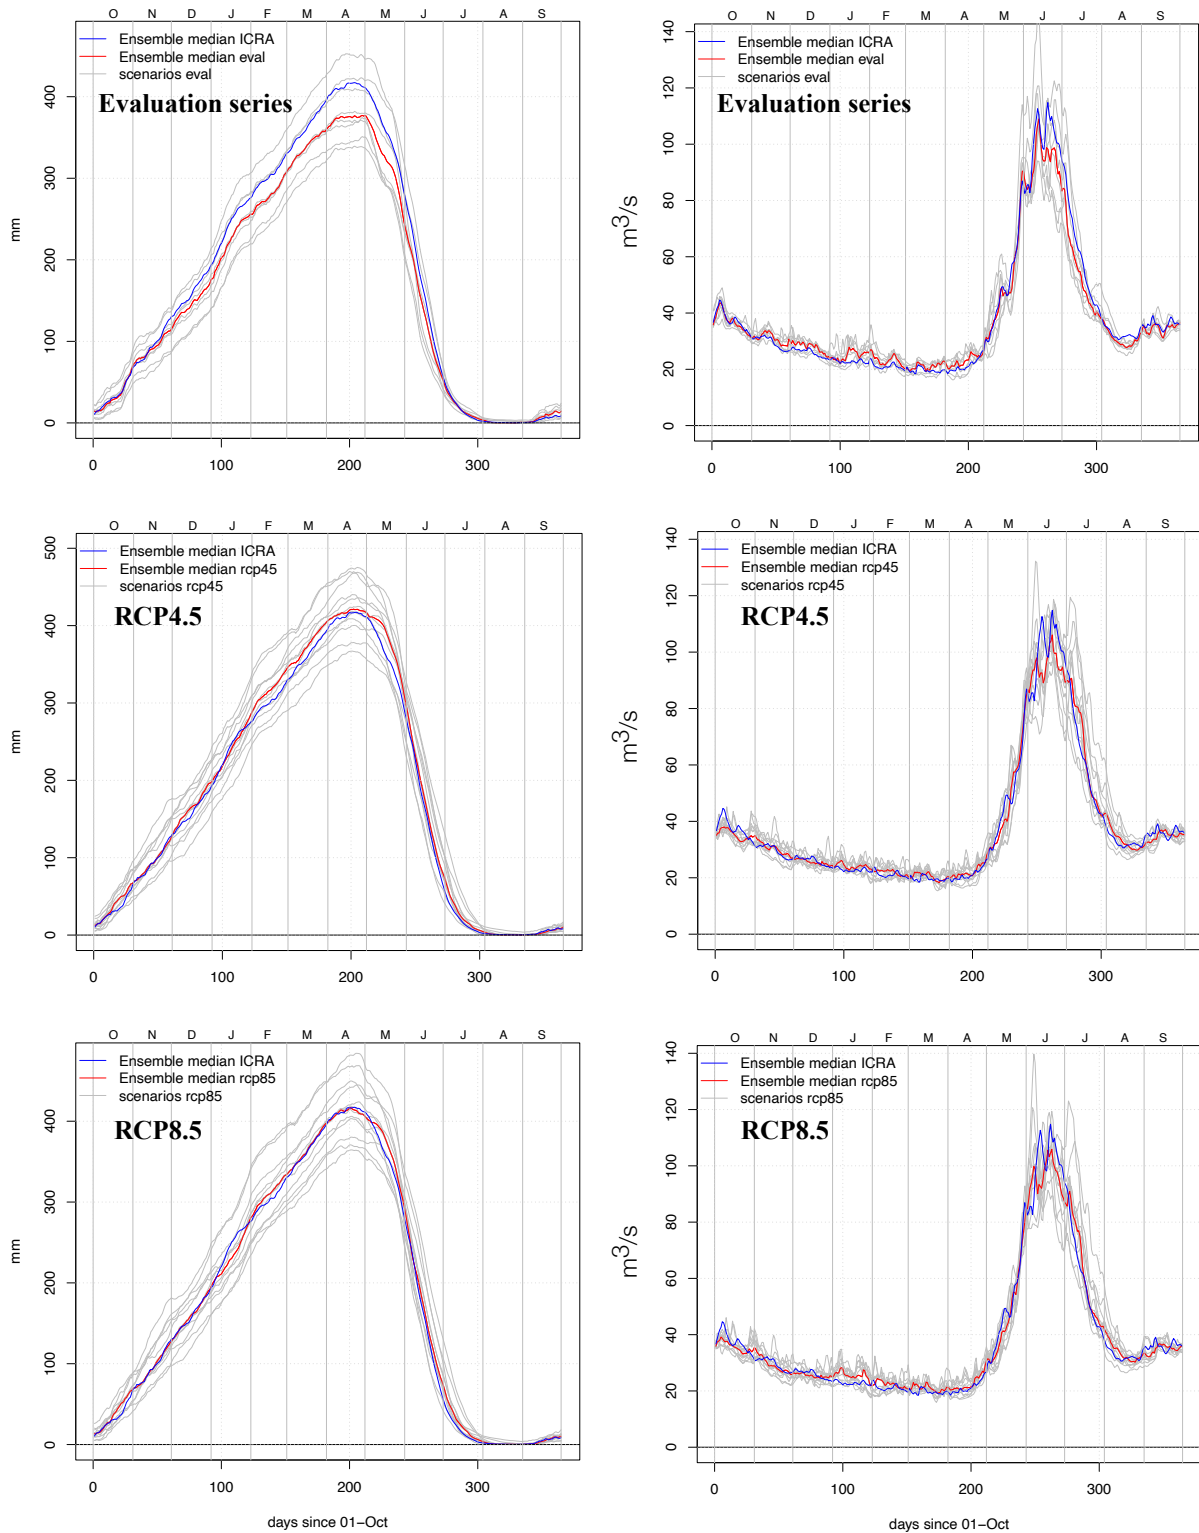 O N D J F M A M J J A S
Ensemble median ICRA
Ensemble median eval
scenarios eval
Evaluation series
mm
0 100 200 300 400
0 100 200 300
O N D J F M A M J J A S
Ensemble median ICRA
Ensemble median eval
scenarios eval
Evaluation series
m3/s
0 20 40 60 80 100 120 140
0 100 200 300
O N D J F M A M J J A S
Ensemble median ICRA
Ensemble median rcp45
scenarios rcp45
RCP4.5
mm
0 100 200 300 400 500
0 100 200 300
O N D J F M A M J J A S
Ensemble median ICRA
Ensemble median rcp45
scenarios rcp45
RCP4.5
m3/s
0 20 40 60 80 100 120 140
0 100 200 300
O N D J F M A M J J A S
Ensemble median ICRA
Ensemble median rcp85
scenarios rcp85
RCP8.5
mm
0 100 200 300 400
0 100 200 300
days since 01−Oct
O N D J F M A M J J A S
Ensemble median ICRA
Ensemble median rcp85
scenarios rcp85
RCP8.5
m3/s
0 20 40 60 80 100 120 140
0 100 200 300
days since 01−Oct